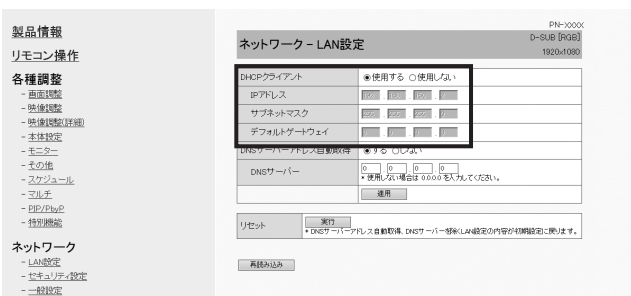 製品情報
リモコン操作
各種調整
- 画面調整
- 映像調整
- 映像調整(詳細)
- 本体設定
- モニター
- その他
- スケジュール
- マルチ
- PIP/PbyP
- 特別機能
ネットワーク
- LAN設定
- セキュリティ設定
- 一般設定
PN-XXXX
ネットワーク – LAN設定
D-SUB [RGB]
1920x1080
DHCPクライアント
使用する 使用しない
IPアドレス
サブネットマスク
255 . 255 . 255 . 0
デフォルトゲートウェイ
0 . 0 . 0 . 0
DNSサーバーアドレス自動取得
する しない
DNSサーバー
0 . 0 . 0 . 0
* 使用しない場合は 0.0.0.0 を入力してください。
適用
リセット
実行
* DNSサーバーアドレス自動取得、DNSサーバーを除くLAN設定の内容が初期設定に戻ります。
再読み込み